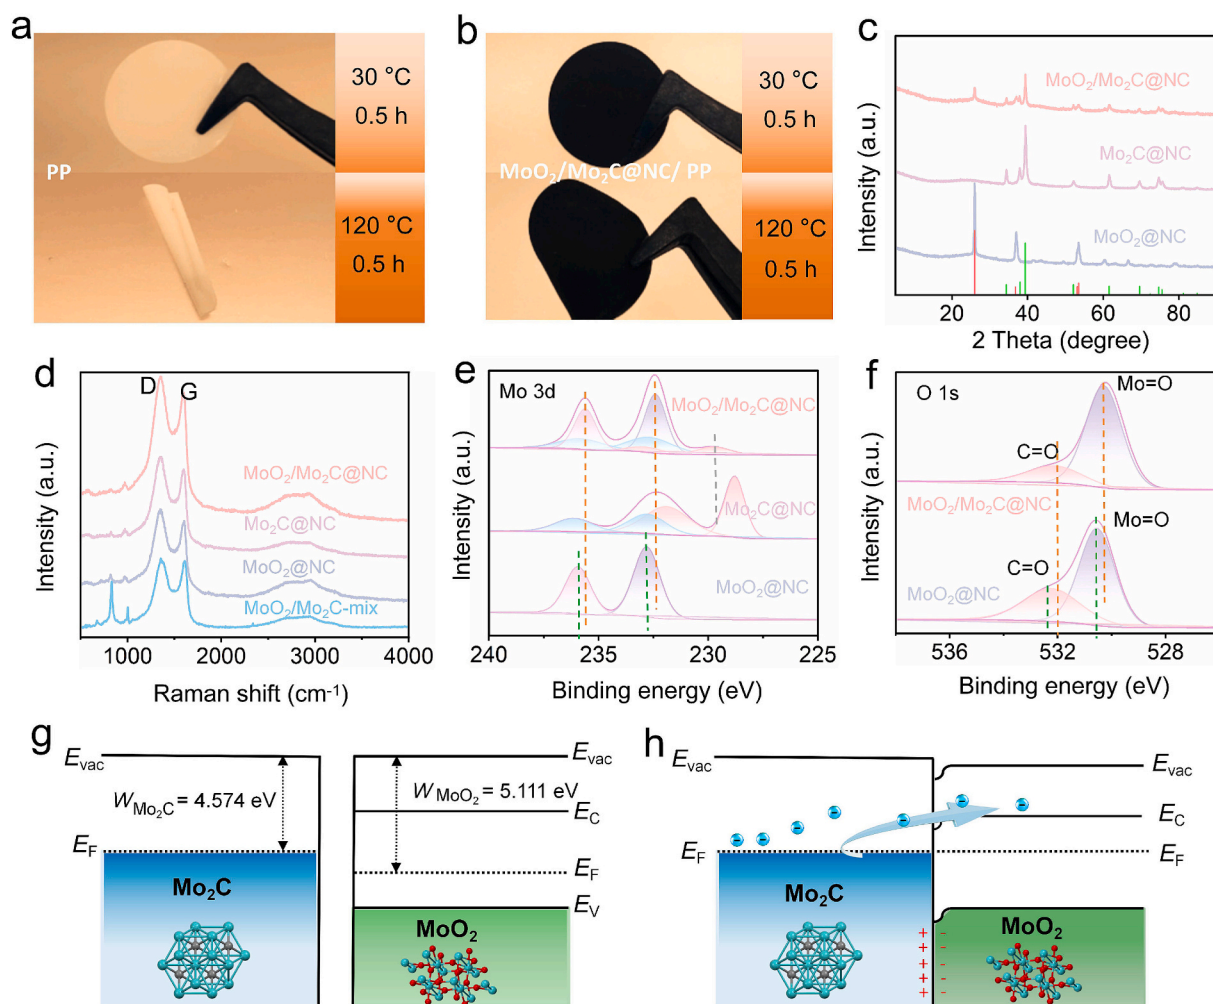 a
30 °C
0.5 h
PP
120 °C
0.5 h
b
30 °C
0.5 h
MoO₂/Mo₂C@NC/ PP
120 °C
0.5 h
c
Intensity (a.u.)
MoO₂/Mo₂C@NC
Mo₂C@NC
MoO₂@NC
20 40 60 80
2 Theta (degree)
d
Intensity (a.u.)
D G
MoO₂/Mo₂C@NC
Mo₂C@NC
MoO₂@NC
MoO₂/Mo₂C-mix
1000 2000 3000 4000
Raman shift (cm⁻¹)
e
Intensity (a.u.)
Mo 3d
MoO₂/Mo₂C@NC
Mo₂C@NC
MoO₂@NC
240 235 230 225
Binding energy (eV)
f
Intensity (a.u.)
O 1s
Mo=O
C=O
MoO₂/Mo₂C@NC
Mo=O
C=O
MoO₂@NC
536 532 528
Binding energy (eV)
g
Evac
W Mo₂C = 4.574 eV
EF
Mo₂C
Evac
W MoO₂ = 5.111 eV
EC
EF
EV
MoO₂
h
Evac
EF
Mo₂C
Evac
EC
EF
MoO₂